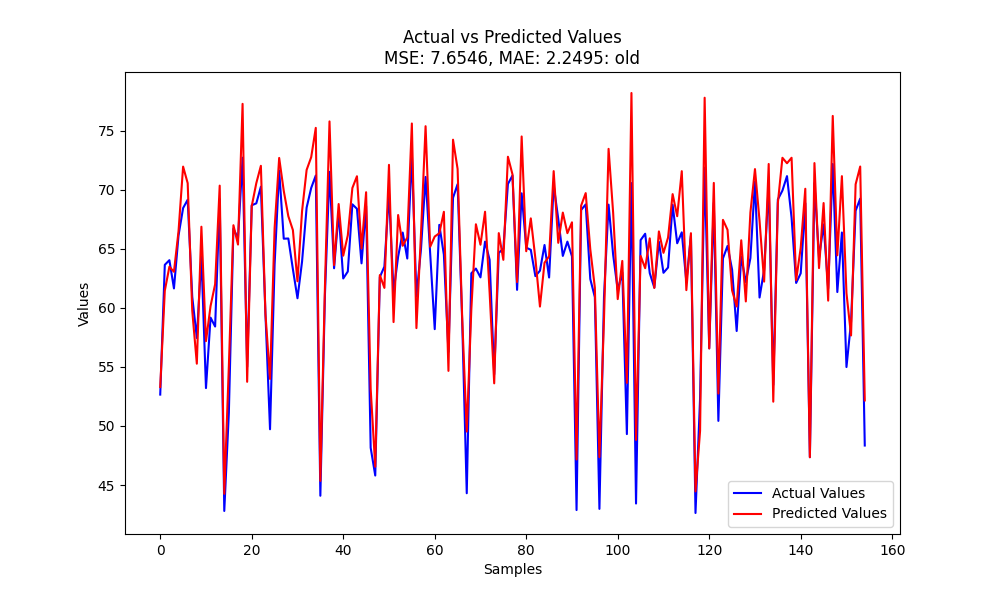 Actual vs Predicted Values
MSE: 7.6546, MAE: 2.2495: old
Values
75
70
65
60
55
50
45
0
20
40
60
80
100
120
140
160
Samples
Actual Values
Predicted Values